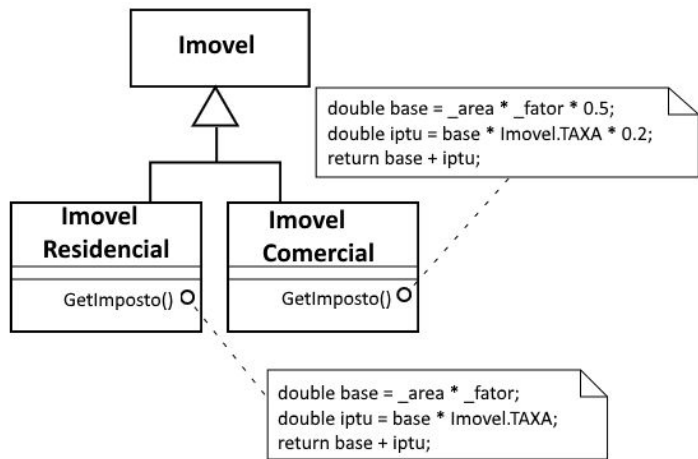 Imovel
double base = _area * _fator * 0.5;
double iptu = base * Imovel.TAXA * 0.2;
return base + iptu;
Imovel
Residencial
GetImposto()
Imovel
Comercial
GetImposto()
double base = _area * _fator;
double iptu = base * Imovel.TAXA;
return base + iptu;